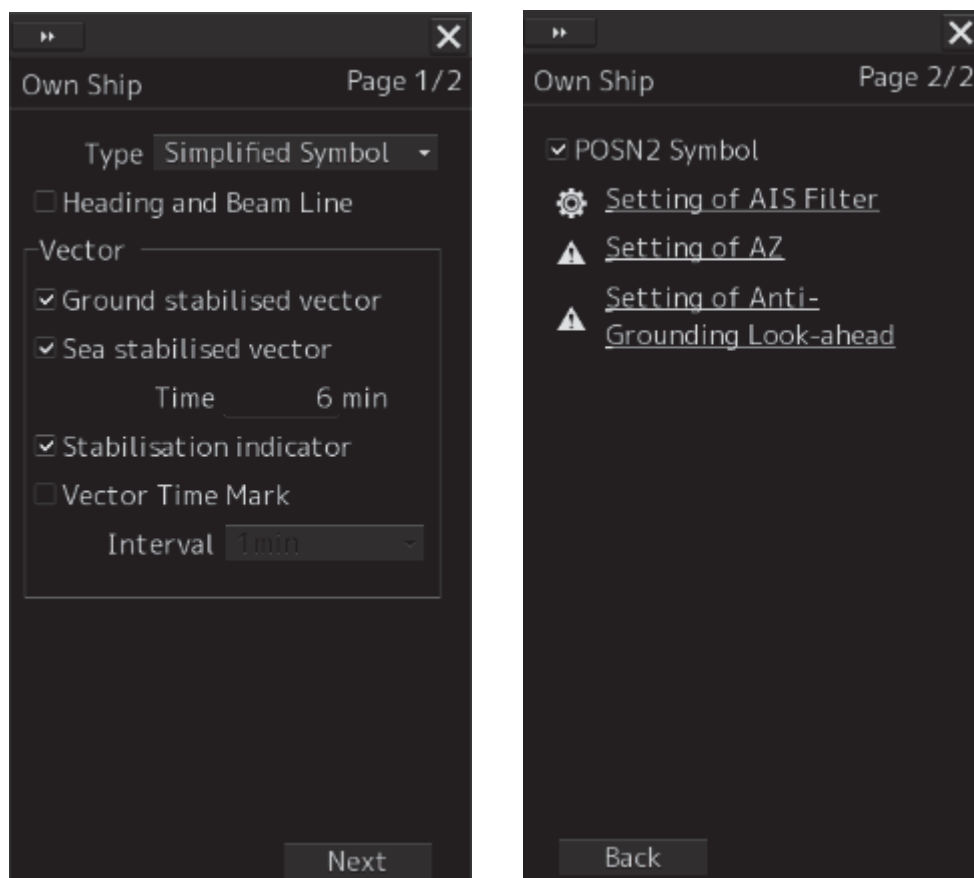 Own Ship Page 1/2
Type Simplified Symbol
Heading and Beam Line
Vector
Ground stabilised vector
Sea stabilised vector
Time 6 min
Stabilisation indicator
Vector Time Mark
Interval 1min
Next
Own Ship Page 2/2
POSN2 Symbol
Setting of AIS Filter
Setting of AZ
Setting of Anti-
Grounding Look-ahead
Back